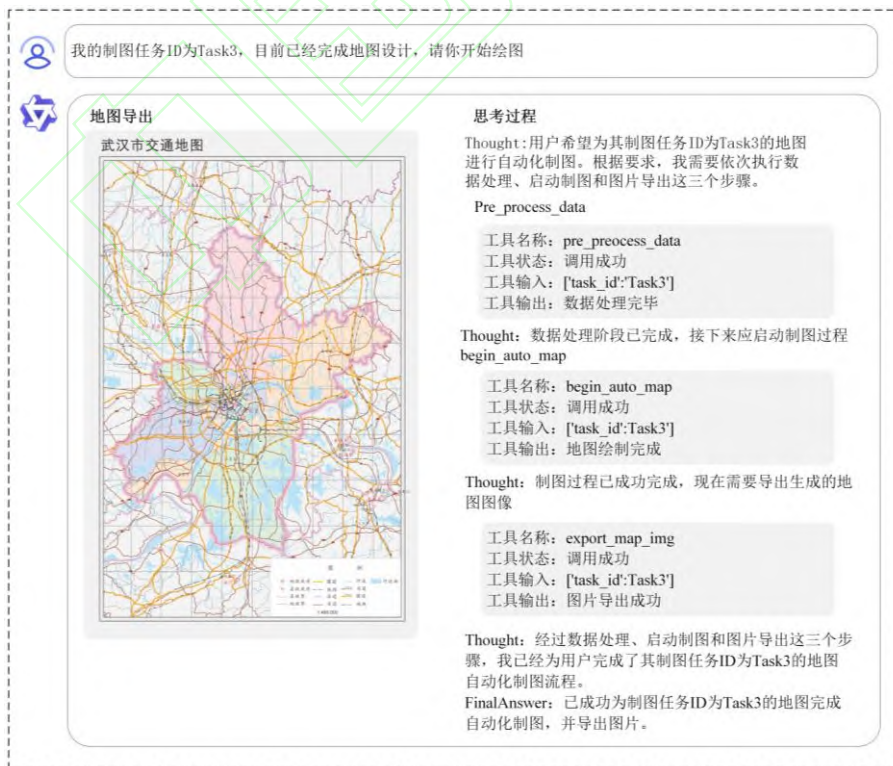 我的制图任务ID为Task3，目前已经完成地图设计，请你开始绘图
地图导出
武汉市交通地图
思考过程
Thought:用户希望为其制图任务ID为Task3的地图
进行自动化制图。根据要求，我需要依次执行数
据处理、启动制图和图片导出这三个步骤。
Pre_process_data
工具名称：pre_preocess_data
工具状态：调用成功
工具输入：['task_id':'Task3']
工具输出：数据处理完毕
Thought：数据处理阶段已完成，接下来应启动制图过程
begin_auto_map
工具名称：begin_auto_map
工具状态：调用成功
工具输入：['task_id':Task3']
工具输出：地图绘制完成
Thought：制图过程已成功完成，现在需要导出生成的地
图图像
工具名称：export_map_img
工具状态：调用成功
工具输入：['task_id':Task3']
工具输出：图片导出成功
Thought：经过数据处理、启动制图和图片导出这三个步
骤，我已经为用户完成了其制图任务ID为Task3的地图
自动化制图流程。
FinalAnswer：已成功为制图任务ID为Task3的地图完成
自动化制图，并导出图片。